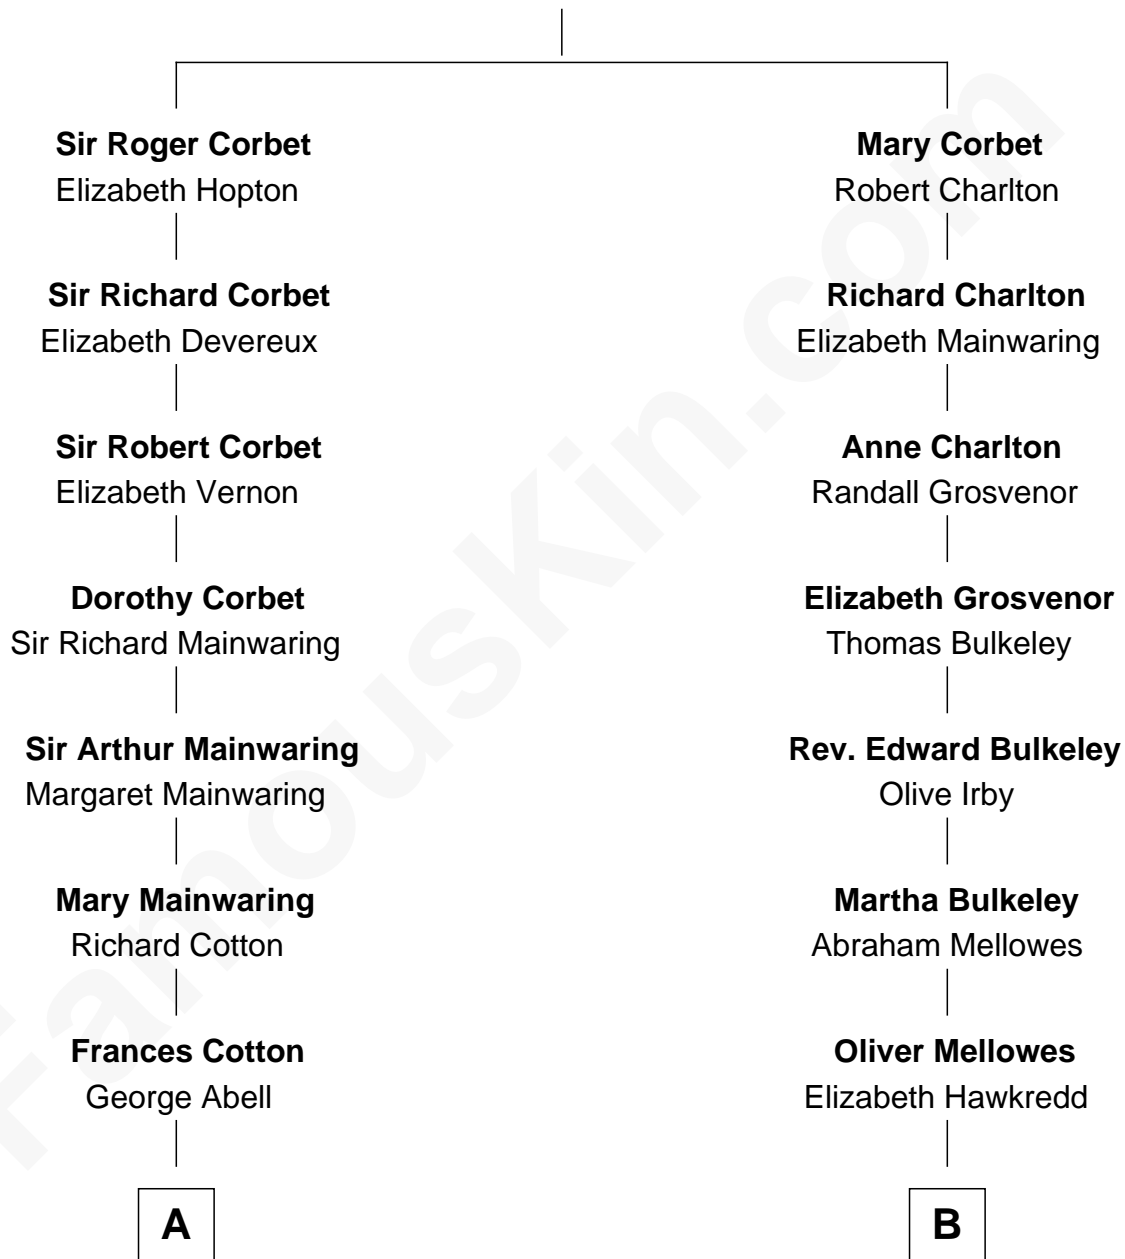 Sir Roger Corbet
Elizabeth Hopton
Sir Richard Corbet
Elizabeth Devereux
Sir Robert Corbet
Elizabeth Vernon
Dorothy Corbet
Sir Richard Mainwaring
Sir Arthur Mainwaring
Margaret Mainwaring
Mary Mainwaring
Richard Cotton
Frances Cotton
George Abell
A
Mary Corbet
Robert Charlton
Richard Charlton
Elizabeth Mainwaring
Anne Charlton
Randall Grosvenor
Elizabeth Grosvenor
Thomas Bulkeley
Rev. Edward Bulkeley
Olive Irby
Martha Bulkeley
Abraham Mellowes
Oliver Mellowes
Elizabeth Hawkredd
B
FamousKin.com